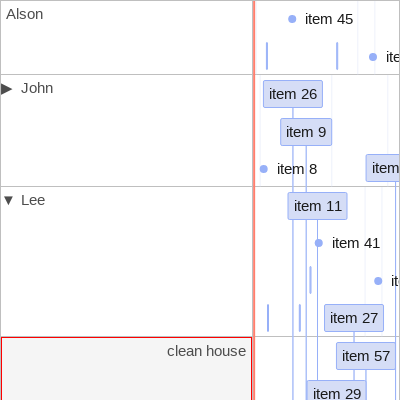 Alson
item 45
ite
▶ John
item 26
item 9
item 8
item
▼ Lee
item 11
item 41
it
item 27
clean house
item 57
item 29